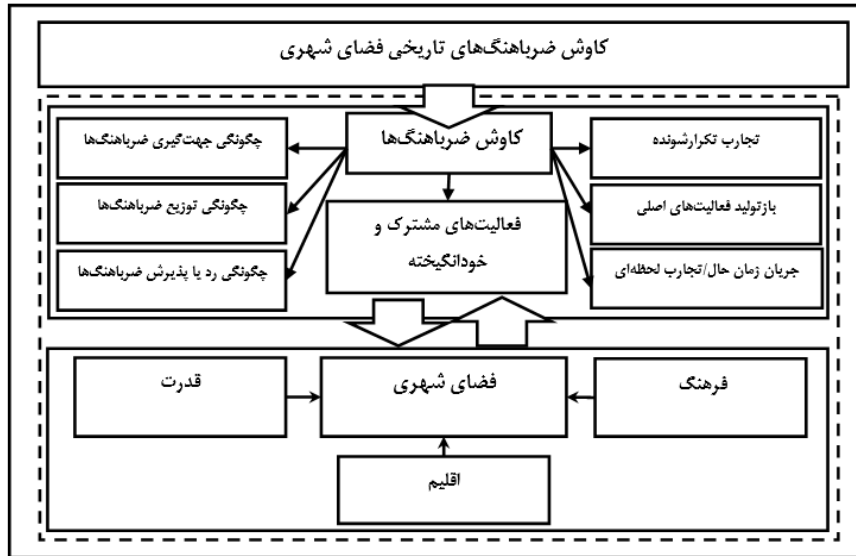 کاوش ضرباهنگ‌های تاریخی فضای شهری
کاوش ضرباهنگ‌ها
تجارب تکرارشونده
چگونگی جهت‌گیری ضرباهنگ‌ها
بازتولید فعالیت‌های اصلی
فعالیت‌های مشترک و
خودانگیخته
چگونگی توزیع ضرباهنگ‌ها
جریان زمان حال/تجارب لحظه‌ای
چگونگی رد یا پذیرش ضرباهنگ‌ها
فرهنگ
فضای شهری
قدرت
اقلیم